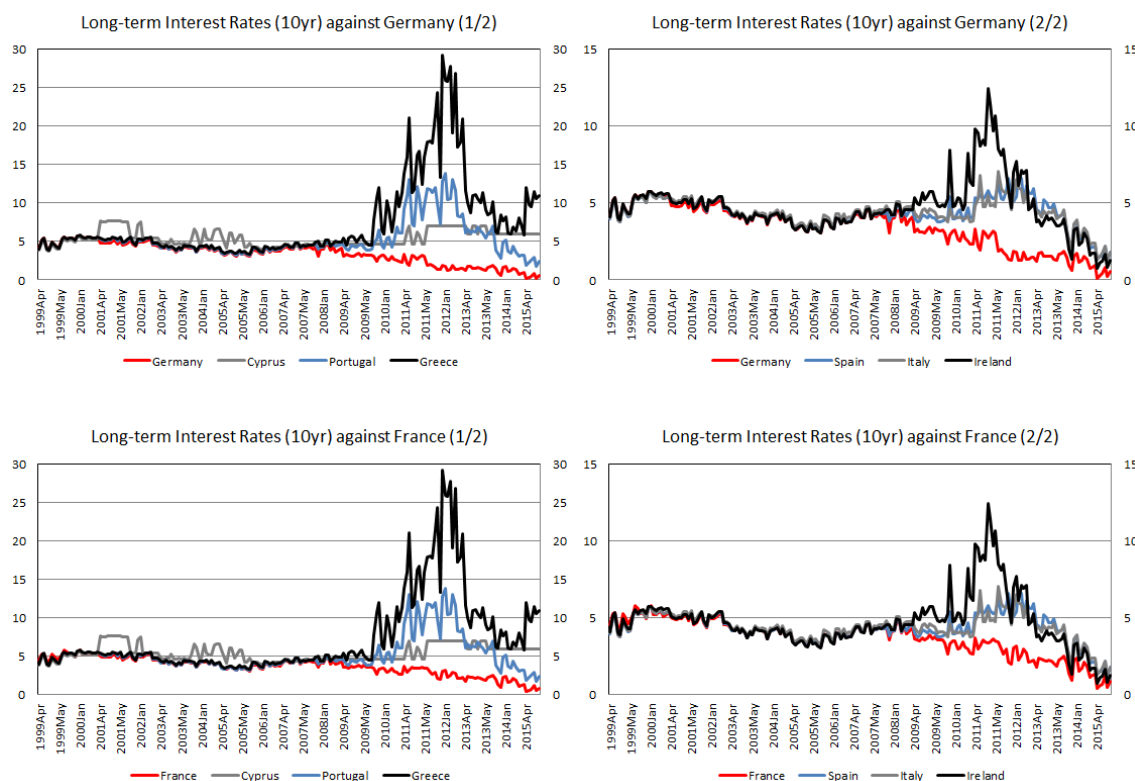 Long-term Interest Rates (10yr) against Germany (1/2)
30 30
25 25
20 20
15 15
10 10
5 5
0 0
1999Apr 1999May 2000Jan 2001Apr 2001May 2002Jan 2003Apr 2003May 2004Jan 2005Apr 2005May 2006Jan 2007Apr 2007May 2008Jan 2009Apr 2009May 2010Jan 2011Apr 2011May 2012Jan 2013Apr 2013May 2014Jan 2015Apr
Germany Cyprus Portugal Greece
Long-term Interest Rates (10yr) against Germany (2/2)
15 15
10 10
5 5
0 0
1999Apr 1999May 2000Jan 2001Apr 2001May 2002Jan 2003Apr 2003May 2004Jan 2005Apr 2005May 2006Jan 2007Apr 2007May 2008Jan 2009Apr 2009May 2010Jan 2011Apr 2011May 2012Jan 2013Apr 2013May 2014Jan 2015Apr
Germany Spain Italy Ireland
Long-term Interest Rates (10yr) against France (1/2)
30 30
25 25
20 20
15 15
10 10
5 5
0 0
1999Apr 1999May 2000Jan 2001Apr 2001May 2002Jan 2003Apr 2003May 2004Jan 2005Apr 2005May 2006Jan 2007Apr 2007May 2008Jan 2009Apr 2009May 2010Jan 2011Apr 2011May 2012Jan 2013Apr 2013May 2014Jan 2015Apr
France Cyprus Portugal Greece
Long-term Interest Rates (10yr) against France (2/2)
15 15
10 10
5 5
0 0
1999Apr 1999May 2000Jan 2001Apr 2001May 2002Jan 2003Apr 2003May 2004Jan 2005Apr 2005May 2006Jan 2007Apr 2007May 2008Jan 2009Apr 2009May 2010Jan 2011Apr 2011May 2012Jan 2013Apr 2013May 2014Jan 2015Apr
France Spain Italy Ireland